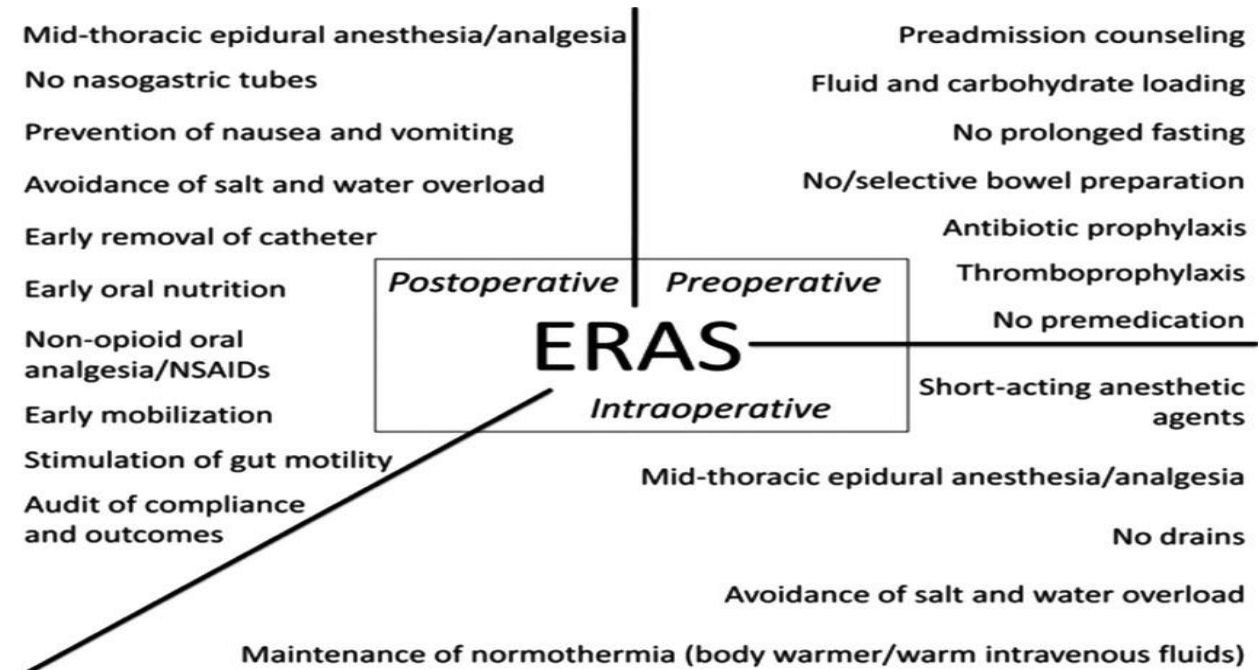 Mid-thoracic epidural anesthesia/analgesia
No nasogastric tubes
Prevention of nausea and vomiting
Avoidance of salt and water overload
Early removal of catheter
Early oral nutrition
Non-opioid oral
analgesia/NSAIDs
Early mobilization
Stimulation of gut motility
Audit of compliance
and outcomes
Preadmission counseling
Fluid and carbohydrate loading
No prolonged fasting
No/selective bowel preparation
Antibiotic prophylaxis
Thromboprophylaxis
No premedication
Postoperative
Preoperative
ERAS
Intraoperative
Short-acting anesthetic
agents
Mid-thoracic epidural anesthesia/analgesia
No drains
Avoidance of salt and water overload
Maintenance of normothermia (body warmer/warm intravenous fluids)